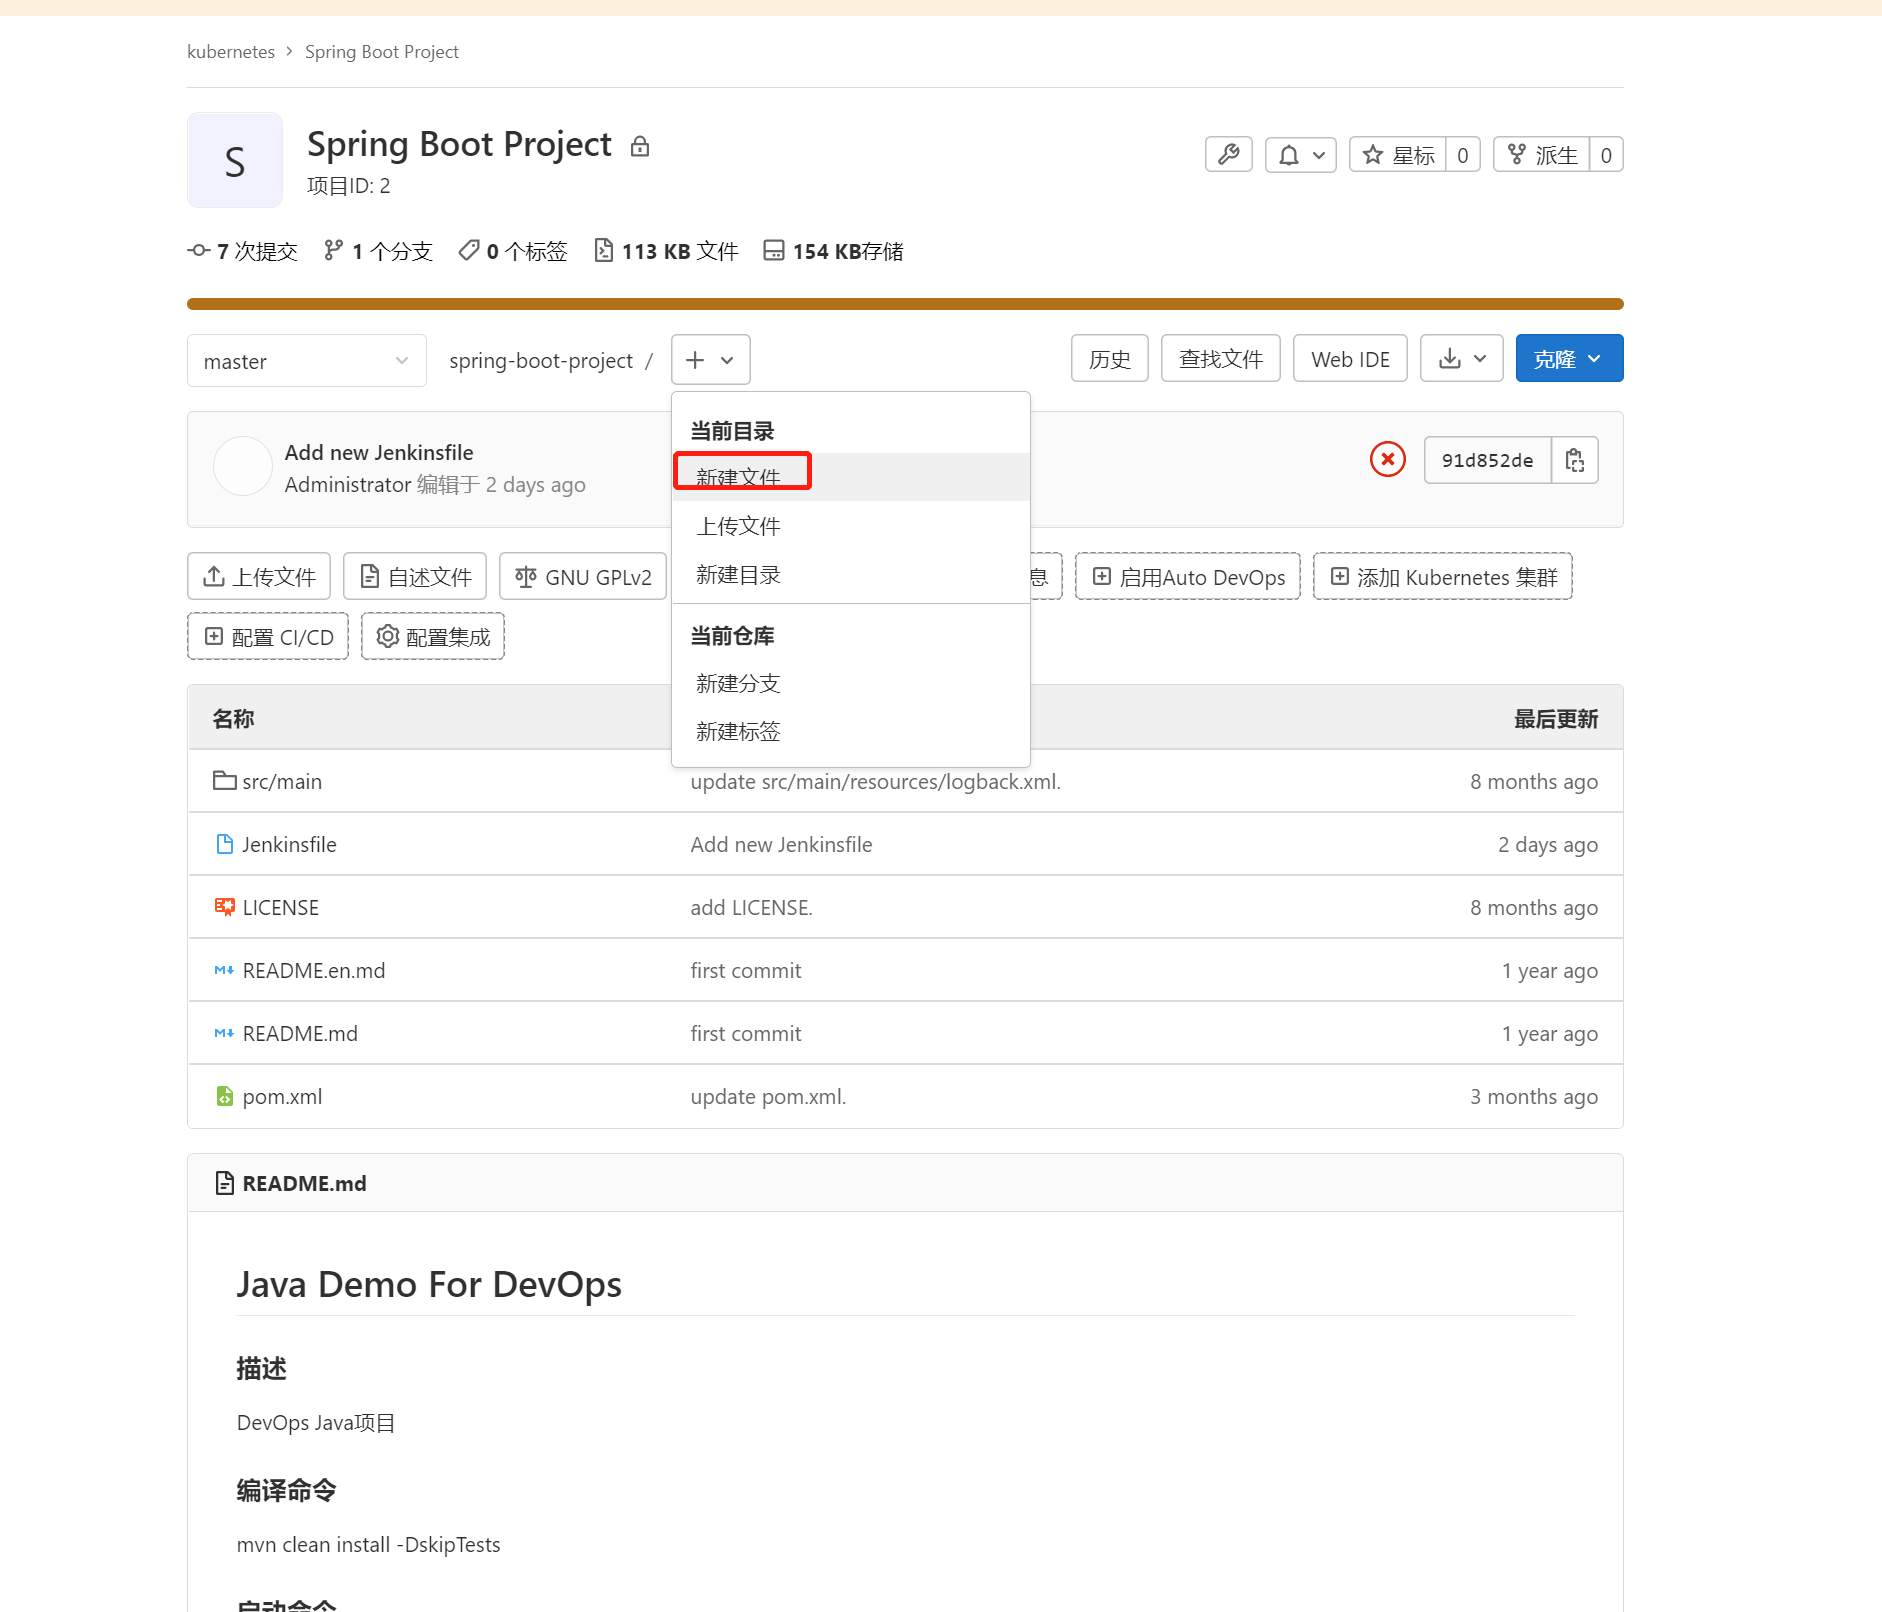 kubernetes > Spring Boot Project
S
Spring Boot Project
项目ID: 2
星标 0
派生 0
7 次提交 1 个分支 0 个标签 113 KB 文件 154 KB存储
master
spring-boot-project /
历史
查找文件
Web IDE
克隆
当前目录
新建文件
上传文件
新建目录
当前仓库
新建分支
新建标签
Add new Jenkinsfile
Administrator 编辑于 2 days ago
91d852de
上传文件 自述文件 GNU GPLv2 息 启用Auto DevOps 添加 Kubernetes 集群
配置 CI/CD 配置集成
名称 最后更新
src/main update src/main/resources/logback.xml. 8 months ago
Jenkinsfile Add new Jenkinsfile 2 days ago
LICENSE add LICENSE. 8 months ago
README.en.md first commit 1 year ago
README.md first commit 1 year ago
pom.xml update pom.xml. 3 months ago
README.md
Java Demo For DevOps
描述
DevOps Java项目
编译命令
mvn clean install -DskipTests
启动命令